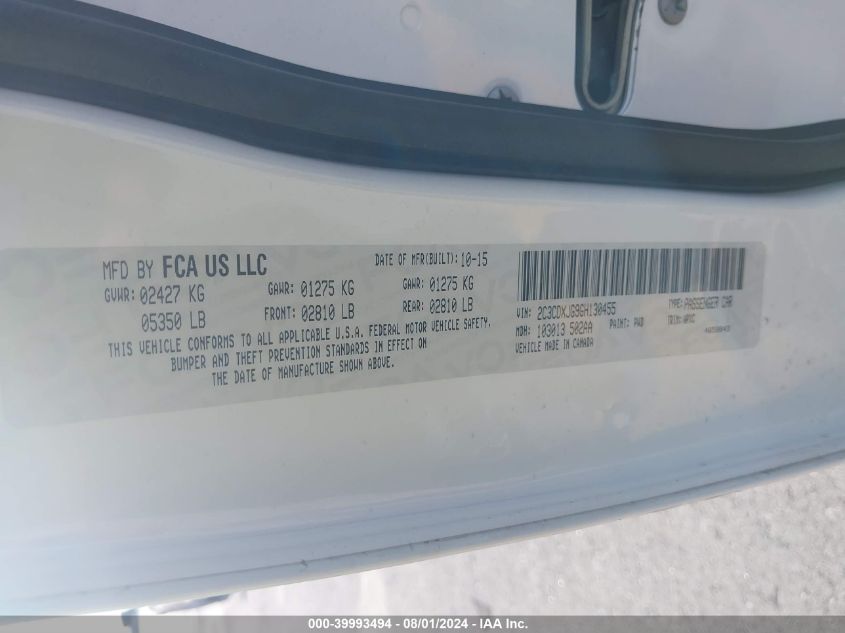 MFD BY FCA US LLC
DATE OF MFR(BUILT): 10-15
GVWR: 02427 KG
GAWR: 01275 KG
GAWR: 01275 KG
05350 LB
FRONT: 02810 LB
REAR: 02810 LB
THIS VEHICLE CONFORMS TO ALL APPLICABLE U.S.A. FEDERAL MOTOR VEHICLE SAFETY,
BUMPER AND THEFT PREVENTION STANDARDS IN EFFECT ON
THE DATE OF MANUFACTURE SHOWN ABOVE.
VIN: 2C3CDXJG9GH130455
TYPE: PASSENGER CAR
MDH: 103013 502AA
PAINT: PW8
TRIM:
VEHICLE MADE IN CANADA
000-39993494 - 08/01/2024 - IAA Inc.